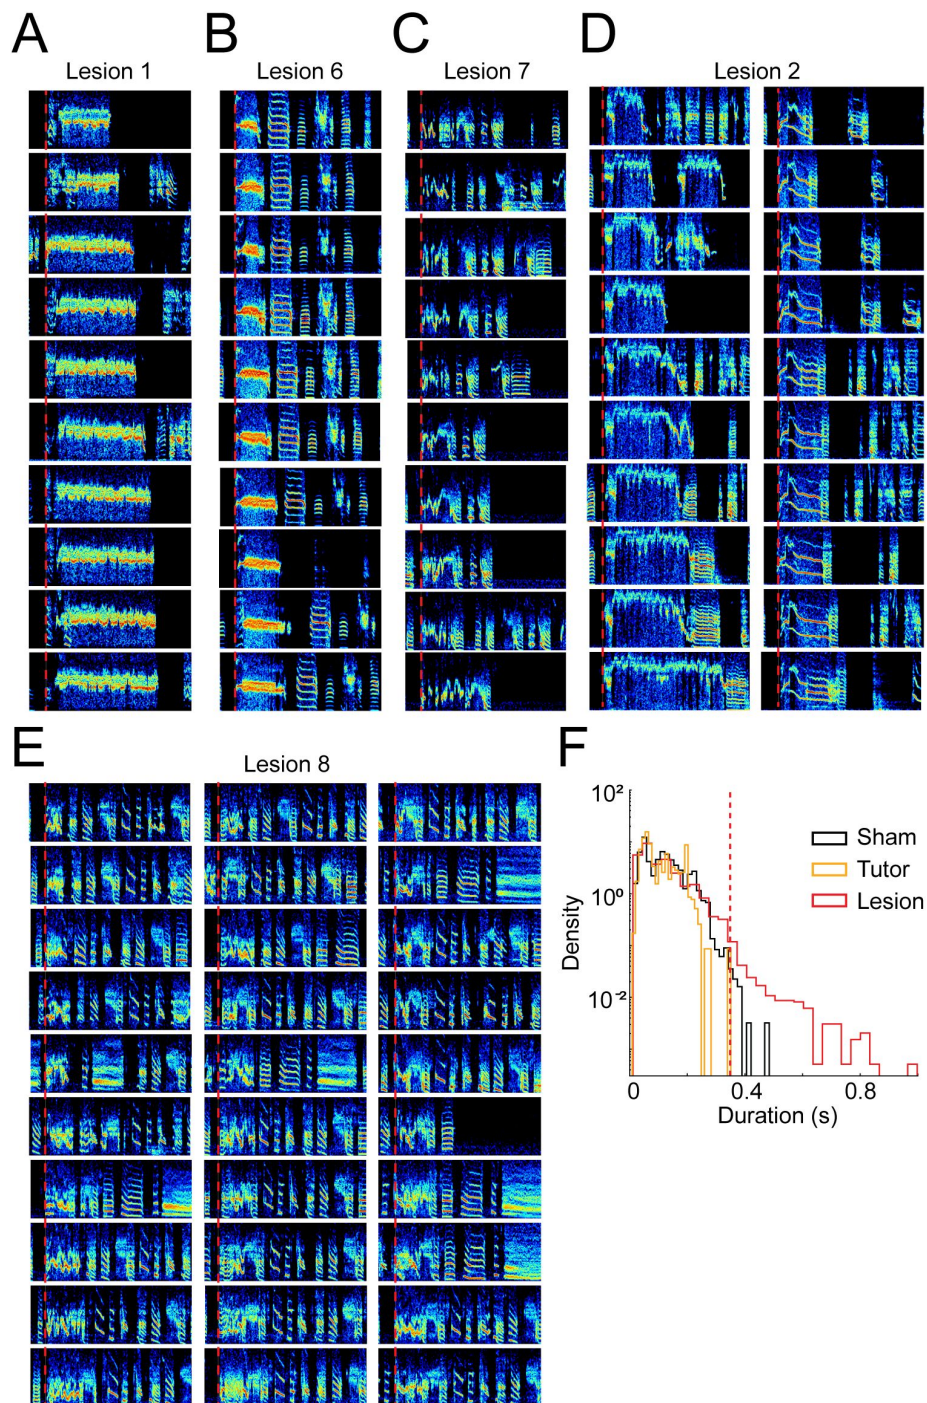 A
B
C
D
Lesion 1
Lesion 6
Lesion 7
Lesion 2
E
Lesion 8
F
10²
10⁰
10⁻²
Density
Sham
Tutor
Lesion
0
0.4
0.8
Duration (s)